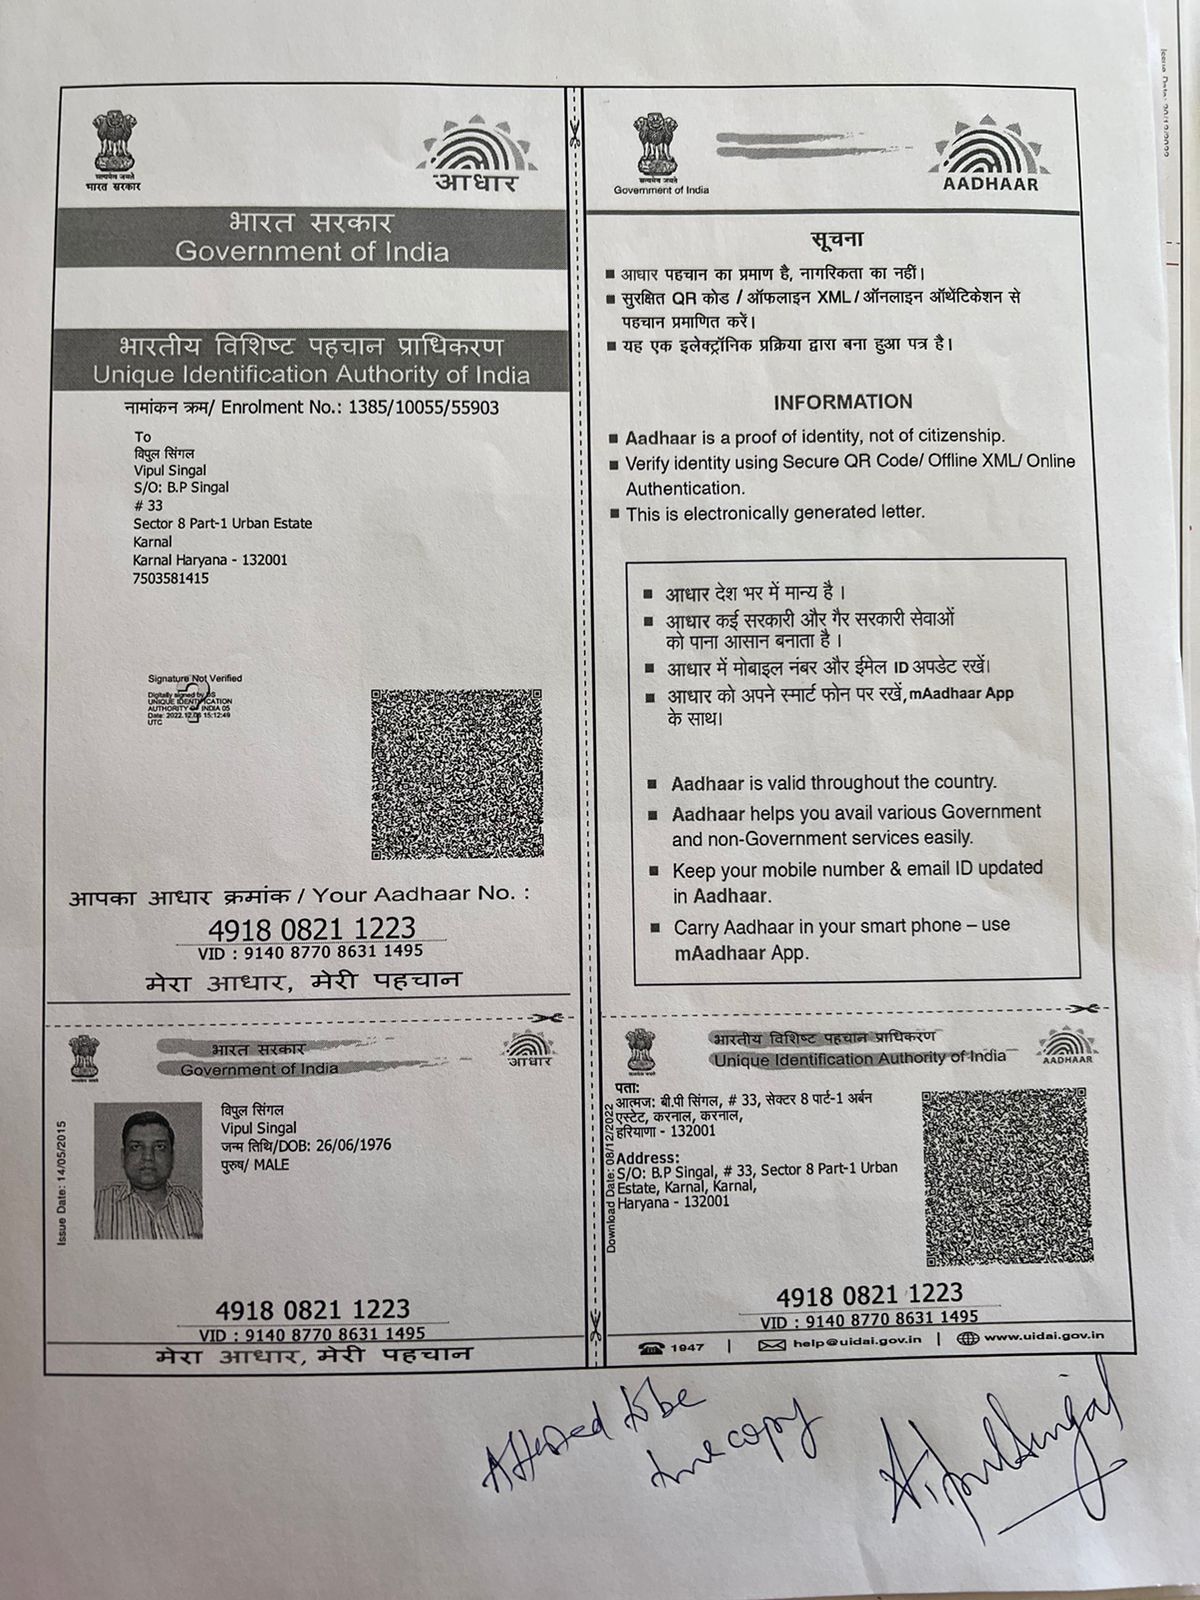 सत्यमेव जयते
भारत सरकार
आधार
भारत सरकार
Government of India
भारतीय विशिष्ट पहचान प्राधिकरण
Unique Identification Authority of India
नामांकन क्रम/ Enrolment No.: 1385/10055/55903
To
विपुल सिंगल
Vipul Singal
S/O: B.P Singal
# 33
Sector 8 Part-1 Urban Estate
Karnal
Karnal Haryana - 132001
7503581415
Signature Not Verified
Digitally signed by DS
UNIQUE IDENTIFICATION
AUTHORITY OF INDIA 05
Date: 2022.12.08 15:12:49
UTC
आपका आधार क्रमांक / Your Aadhaar No. :
4918 0821 1223
VID : 9140 8770 8631 1495
मेरा आधार, मेरी पहचान
भारत सरकार
Government of India
आधार
Issue Date: 14/05/2015
विपुल सिंगल
Vipul Singal
जन्म तिथि/DOB: 26/06/1976
पुरुष/ MALE
4918 0821 1223
VID : 9140 8770 8631 1495
मेरा आधार, मेरी पहचान
सत्यमेव जयते
Government of India
AADHAAR
सूचना
■ आधार पहचान का प्रमाण है, नागरिकता का नहीं।
■ सुरक्षित QR कोड / ऑफलाइन XML / ऑनलाइन ऑथेंटिकेशन से
पहचान प्रमाणित करें।
■ यह एक इलेक्ट्रॉनिक प्रक्रिया द्वारा बना हुआ पत्र है।
INFORMATION
■ Aadhaar is a proof of identity, not of citizenship.
■ Verify identity using Secure QR Code/ Offline XML/ Online
Authentication.
■ This is electronically generated letter.
■ आधार देश भर में मान्य है।
■ आधार कई सरकारी और गैर सरकारी सेवाओं
को पाना आसान बनाता है।
■ आधार में मोबाइल नंबर और ईमेल ID अपडेट रखें।
■ आधार को अपने स्मार्ट फोन पर रखें, mAadhaar App
के साथ।
■ Aadhaar is valid throughout the country.
■ Aadhaar helps you avail various Government
and non-Government services easily.
■ Keep your mobile number & email ID updated
in Aadhaar.
■ Carry Aadhaar in your smart phone – use
mAadhaar App.
भारतीय विशिष्ट पहचान प्राधिकरण
Unique Identification Authority of India
AADHAAR
Download Date: 08/12/2022
पता:
आत्मज: बी.पी सिंगल, # 33, सेक्टर 8 पार्ट-1 अर्बन
एस्टेट, करनाल, करनाल,
हरियाणा - 132001
Address:
S/O: B.P Singal, # 33, Sector 8 Part-1 Urban
Estate, Karnal, Karnal,
Haryana - 132001
4918 0821 1223
VID : 9140 8770 8631 1495
1947 | help@uidai.gov.in | www.uidai.gov.in
Attested to be
true copy
Vipul Singal